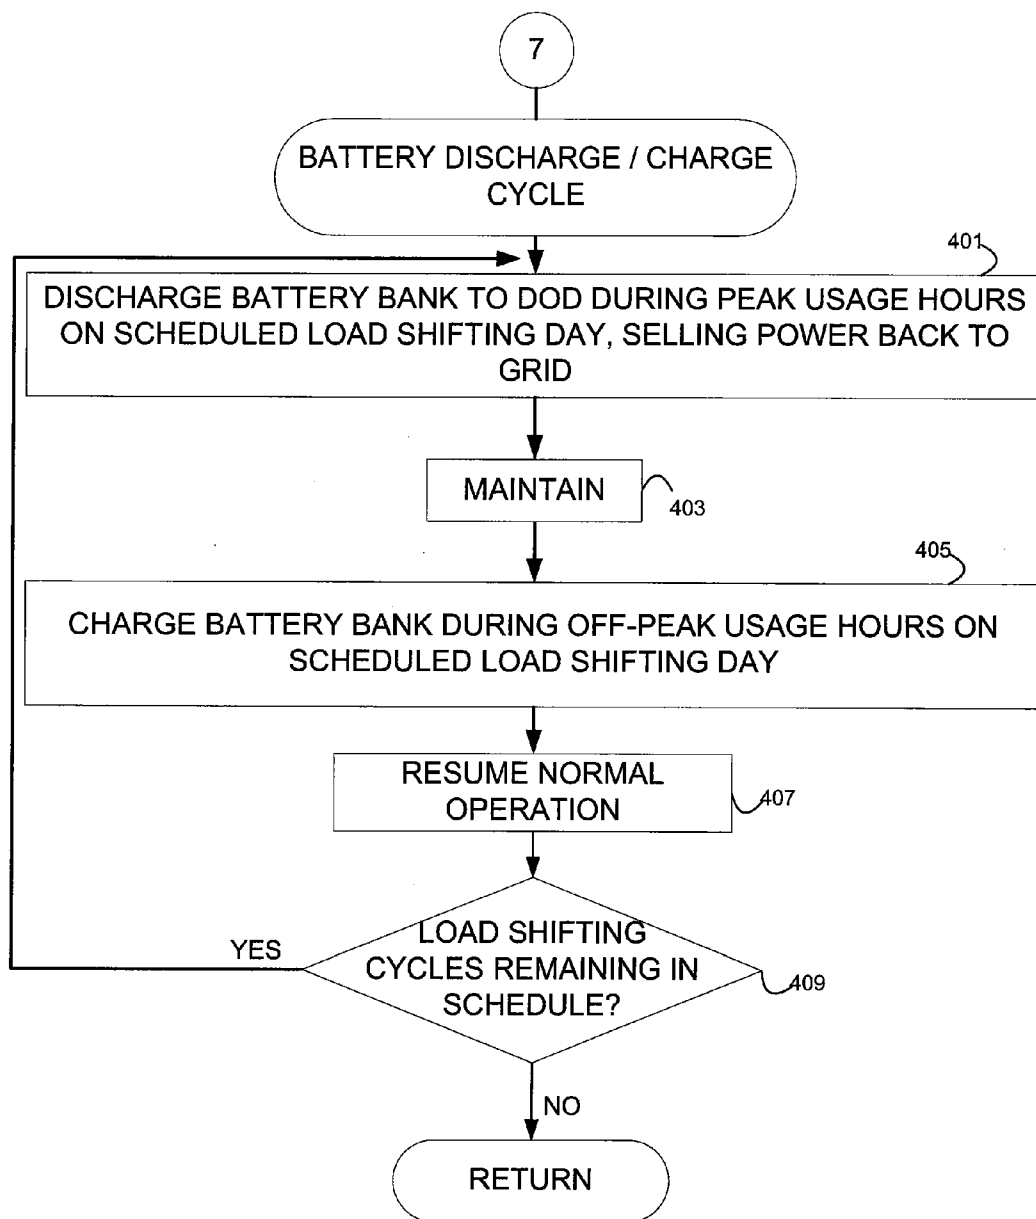 7
BATTERY DISCHARGE / CHARGE
CYCLE
401
DISCHARGE BATTERY BANK TO DOD DURING PEAK USAGE HOURS
ON SCHEDULED LOAD SHIFTING DAY, SELLING POWER BACK TO
GRID
MAINTAIN
403
405
CHARGE BATTERY BANK DURING OFF-PEAK USAGE HOURS ON
SCHEDULED LOAD SHIFTING DAY
RESUME NORMAL
OPERATION
407
YES
LOAD SHIFTING
CYCLES REMAINING IN
SCHEDULE?
409
NO
RETURN